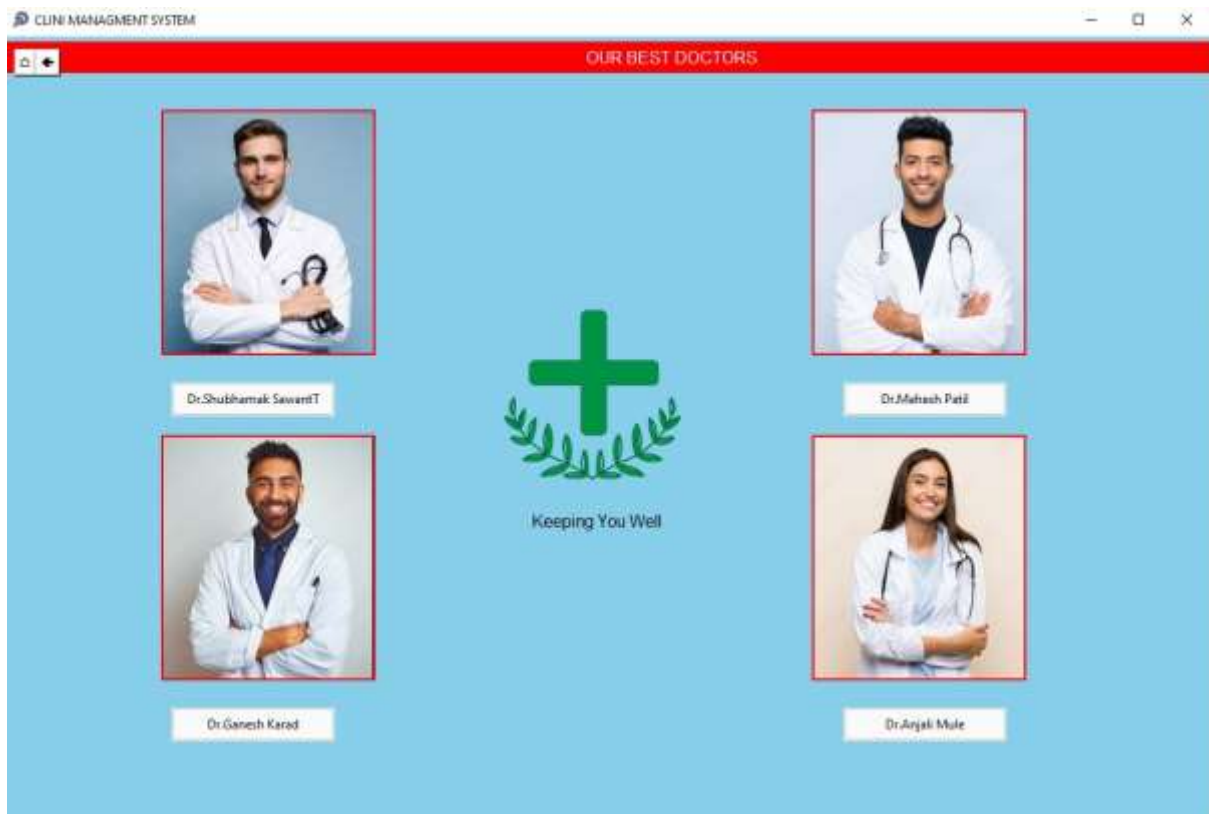 CLINI MANAGMENT SYSTEM
OUR BEST DOCTORS
Dr.Shubhamak SawantT
Dr.Mahesh Patil
Keeping You Well
Dr.Ganesh Karad
Dr.Anjali Mule